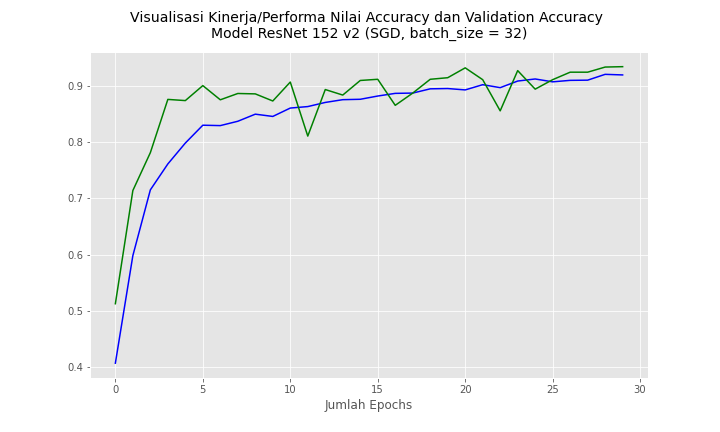 Visualisasi Kinerja/Performa Nilai Accuracy dan Validation Accuracy
Model ResNet 152 v2 (SGD, batch_size = 32)
0.9
0.8
0.7
0.6
0.5
0.4
0 5 10 15 20 25 30
Jumlah Epochs